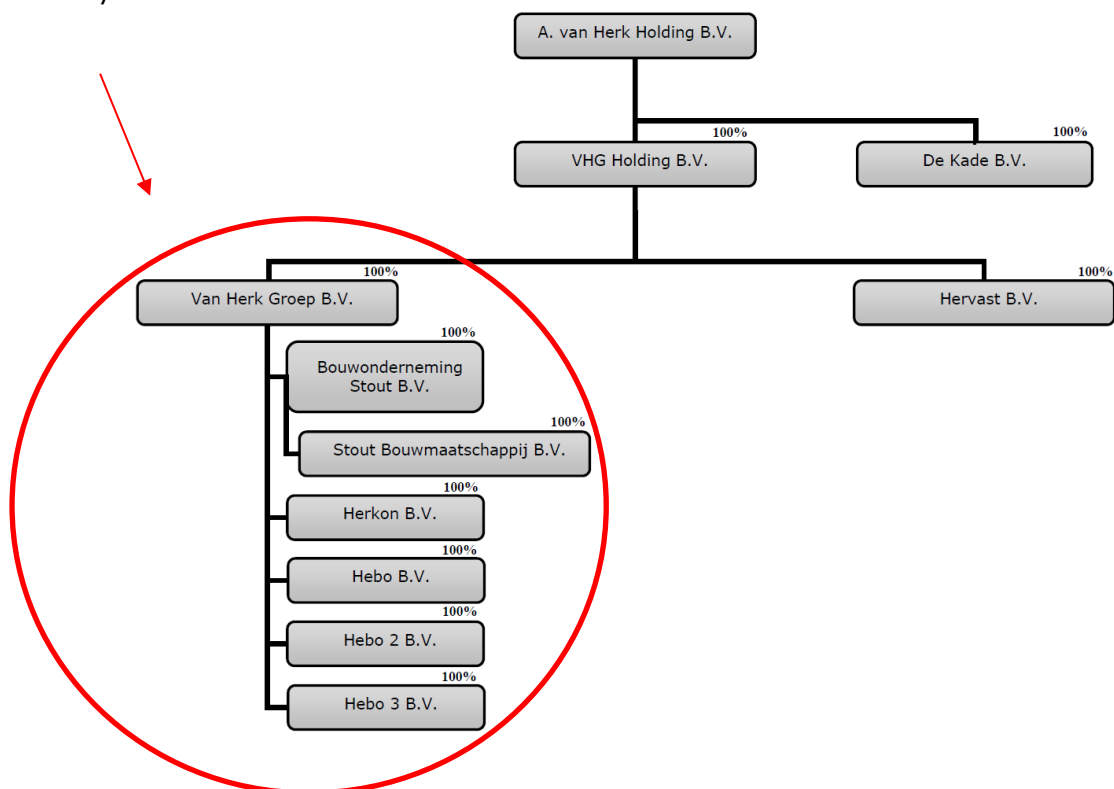 A. van Herk Holding B.V.
100%
100%
VHG Holding B.V.
De Kade B.V.
100%
100%
Van Herk Groep B.V.
Hervast B.V.
100%
Bouwonderneming
Stout B.V.
100%
Stout Bouwmaatschappij B.V.
100%
Herkon B.V.
100%
Hebo B.V.
100%
Hebo 2 B.V.
100%
Hebo 3 B.V.